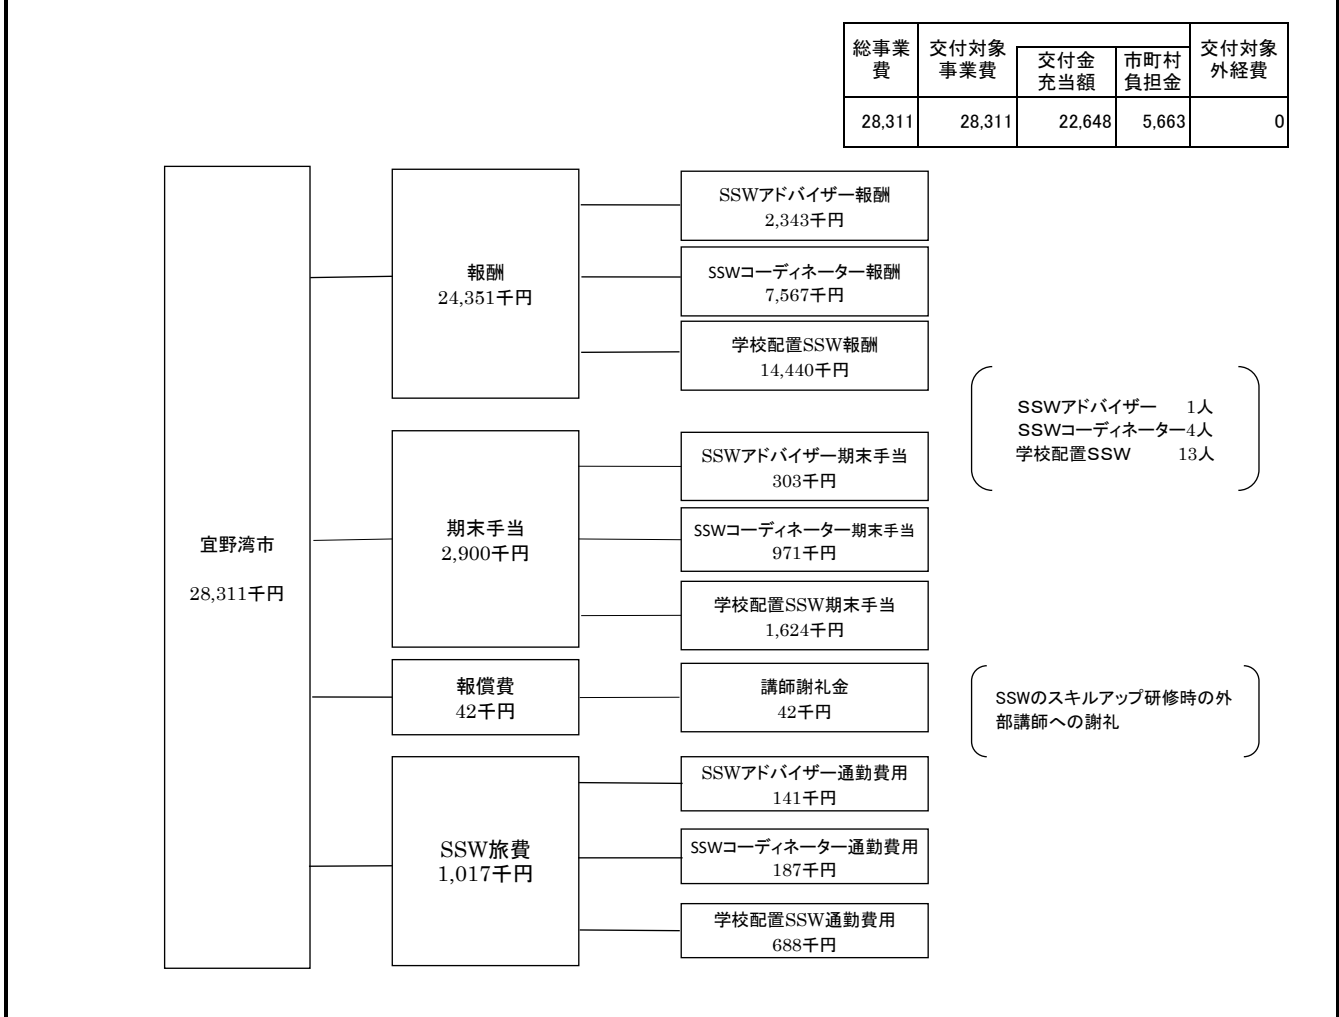 総事業
費
交付対象
事業費
交付金
充当額
市町村
負担金
交付対象
外経費
28,311
28,311
22,648
5,663
0
宜野湾市
28,311千円
報酬
24,351千円
SSWアドバイザー報酬
2,343千円
SSWコーディネーター報酬
7,567千円
学校配置SSW報酬
14,440千円
SSWアドバイザー 1人
SSWコーディネーター4人
学校配置SSW 13人
期末手当
2,900千円
SSWアドバイザー期末手当
303千円
SSWコーディネーター期末手当
971千円
学校配置SSW期末手当
1,624千円
報償費
42千円
講師謝礼金
42千円
SSWのスキルアップ研修時の外
部講師への謝礼
SSW旅費
1,017千円
SSWアドバイザー通勤費用
141千円
SSWコーディネーター通勤費用
187千円
学校配置SSW通勤費用
688千円